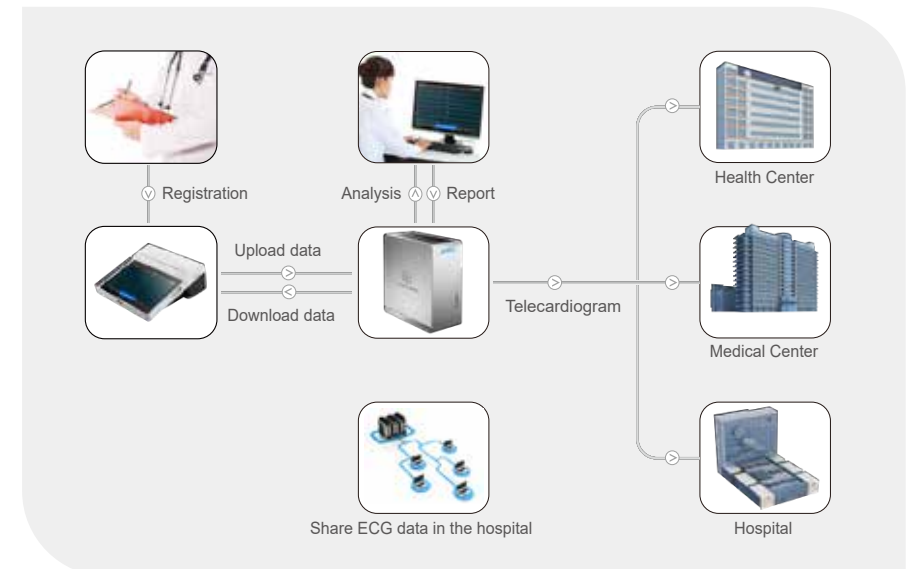 Registration
Analysis
Report
Health Center
Upload data
Download data
Telecardiogram
Medical Center
Share ECG data in the hospital
Hospital